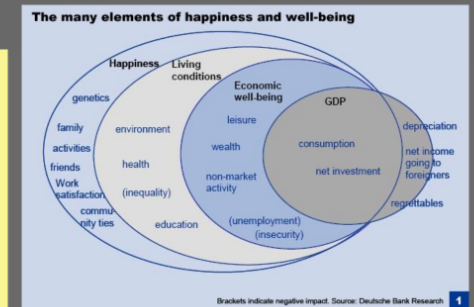 The many elements of happiness and well-being
Happiness
Living
conditions
Economic
well-being
GDP
genetics
family
activities
friends
Work
satisfaction
commu-
nity ties
environment
health
(inequality)
education
leisure
wealth
non-market
activity
(unemployment)
(insecurity)
consumption
net investment
depreciation
net income
going to
foreigners
regrettables
Brackets indicate negative impact. Source: Deutsche Bank Research
1